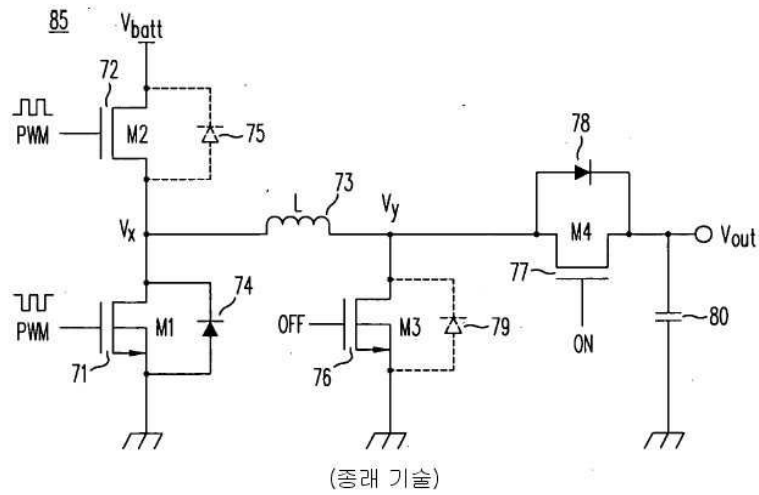 85
Vbatt
72
PWM
M2
75
Vx
L
73
Vy
78
M4
77
Vout
ON
80
PWM
M1
74
71
OFF
M3
79
76
(종래 기술)